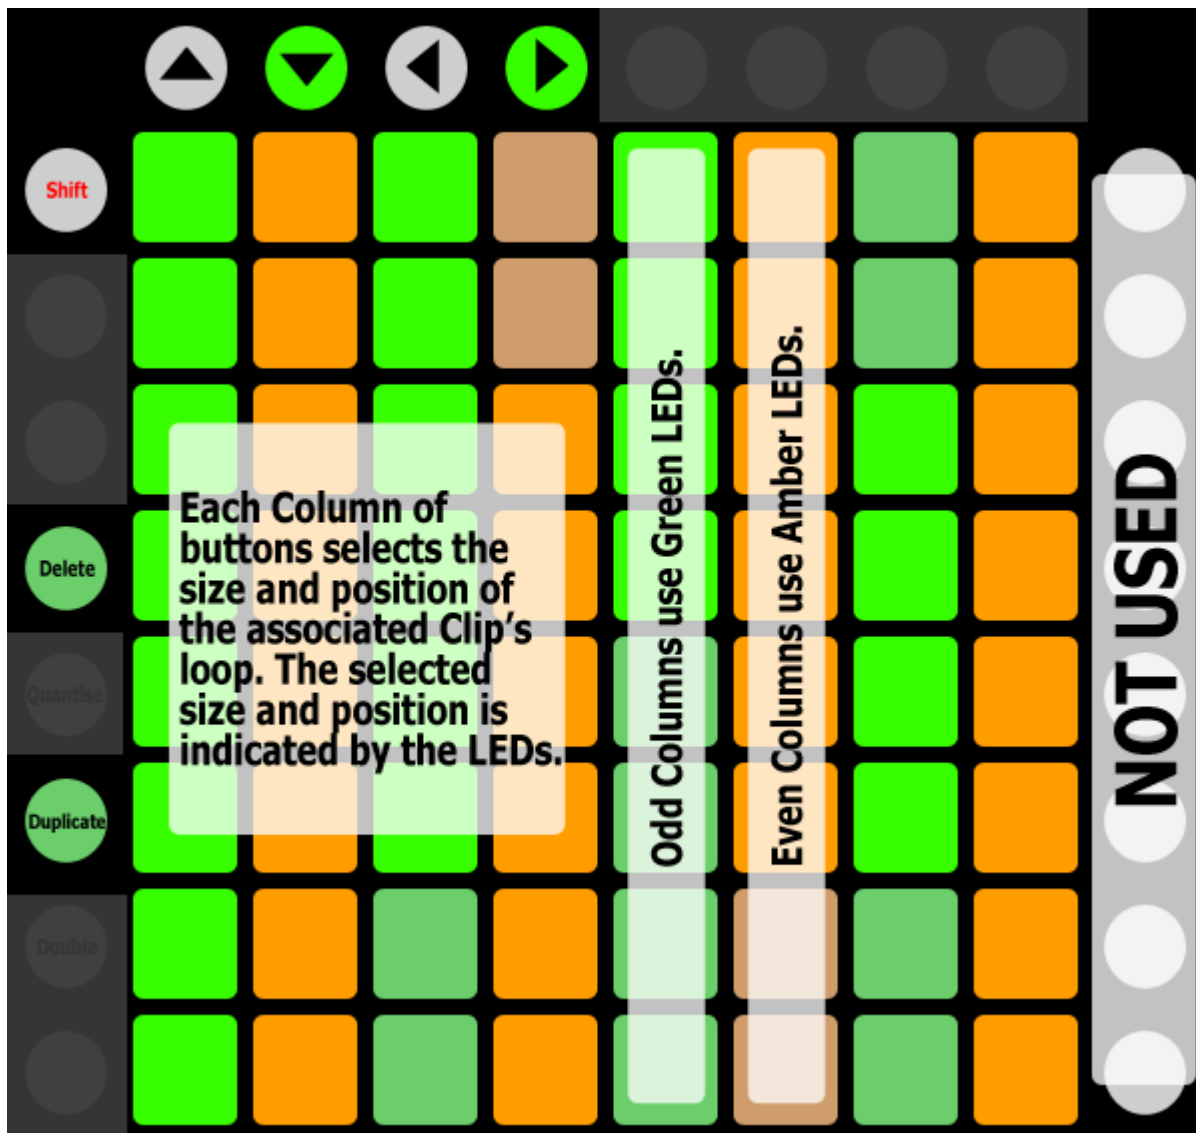 Shift
Delete
Quantise
Duplicate
Double
Each Column of
buttons selects the
size and position of
the associated Clip's
loop. The selected
size and position is
indicated by the LEDs.
Odd Columns use Green LEDs.
Even Columns use Amber LEDs.
NOT USED